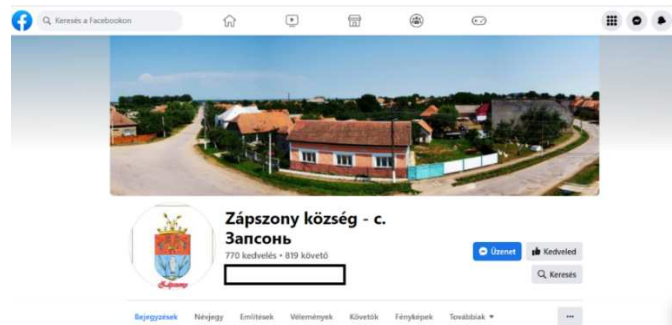 Keresés a Facebookon
Zápszony község - c.
Запсонь
770 kedvelés • 819 követő
Üzenet
Kedveled
Keresés
Bejegyzések Névjegy Említések Vélemények Követők Fényképek Továbbiak